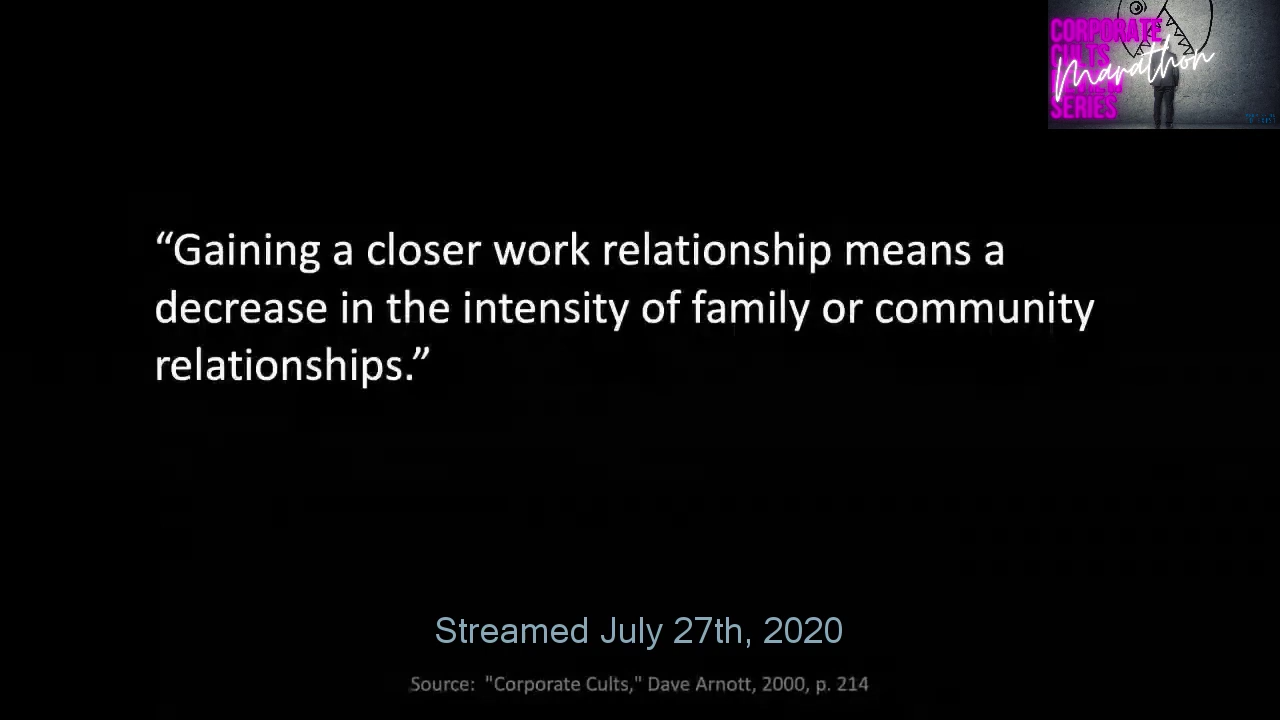 CORPORATE
CULTS
Marathon
SERIES
“Gaining a closer work relationship means a
decrease in the intensity of family or community
relationships.”
Streamed July 27th, 2020
Source: "Corporate Cults," Dave Arnott, 2000, p. 214